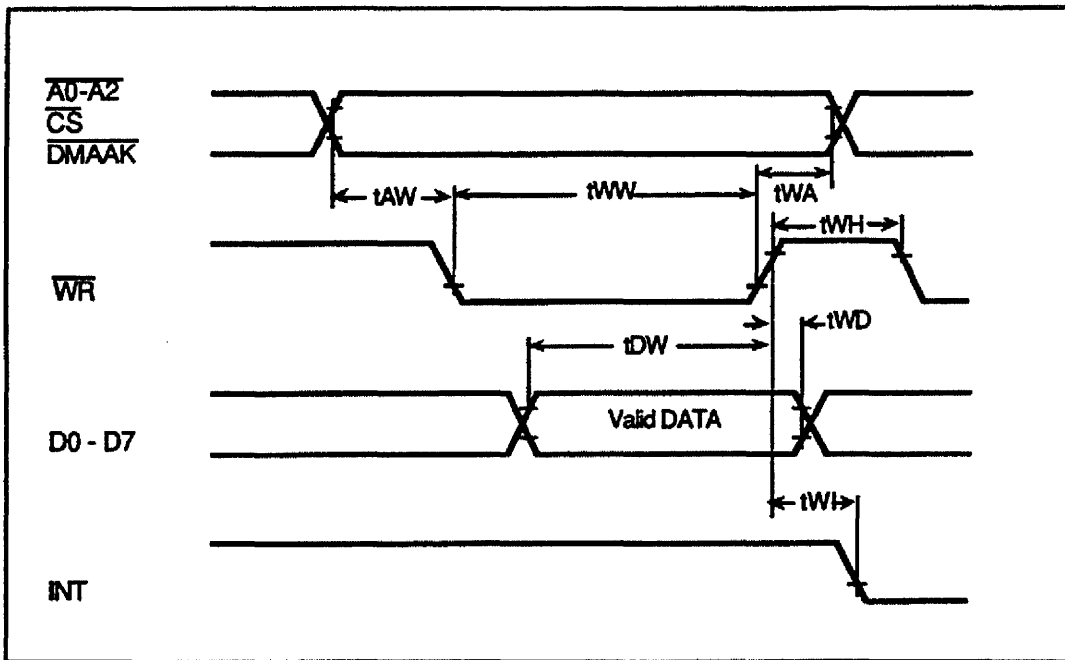 A0-A2
CS
DMAAK
tAW
tWW
tWA
tWH
WR
tWD
tDW
Valid DATA
D0 - D7
tWI
INT